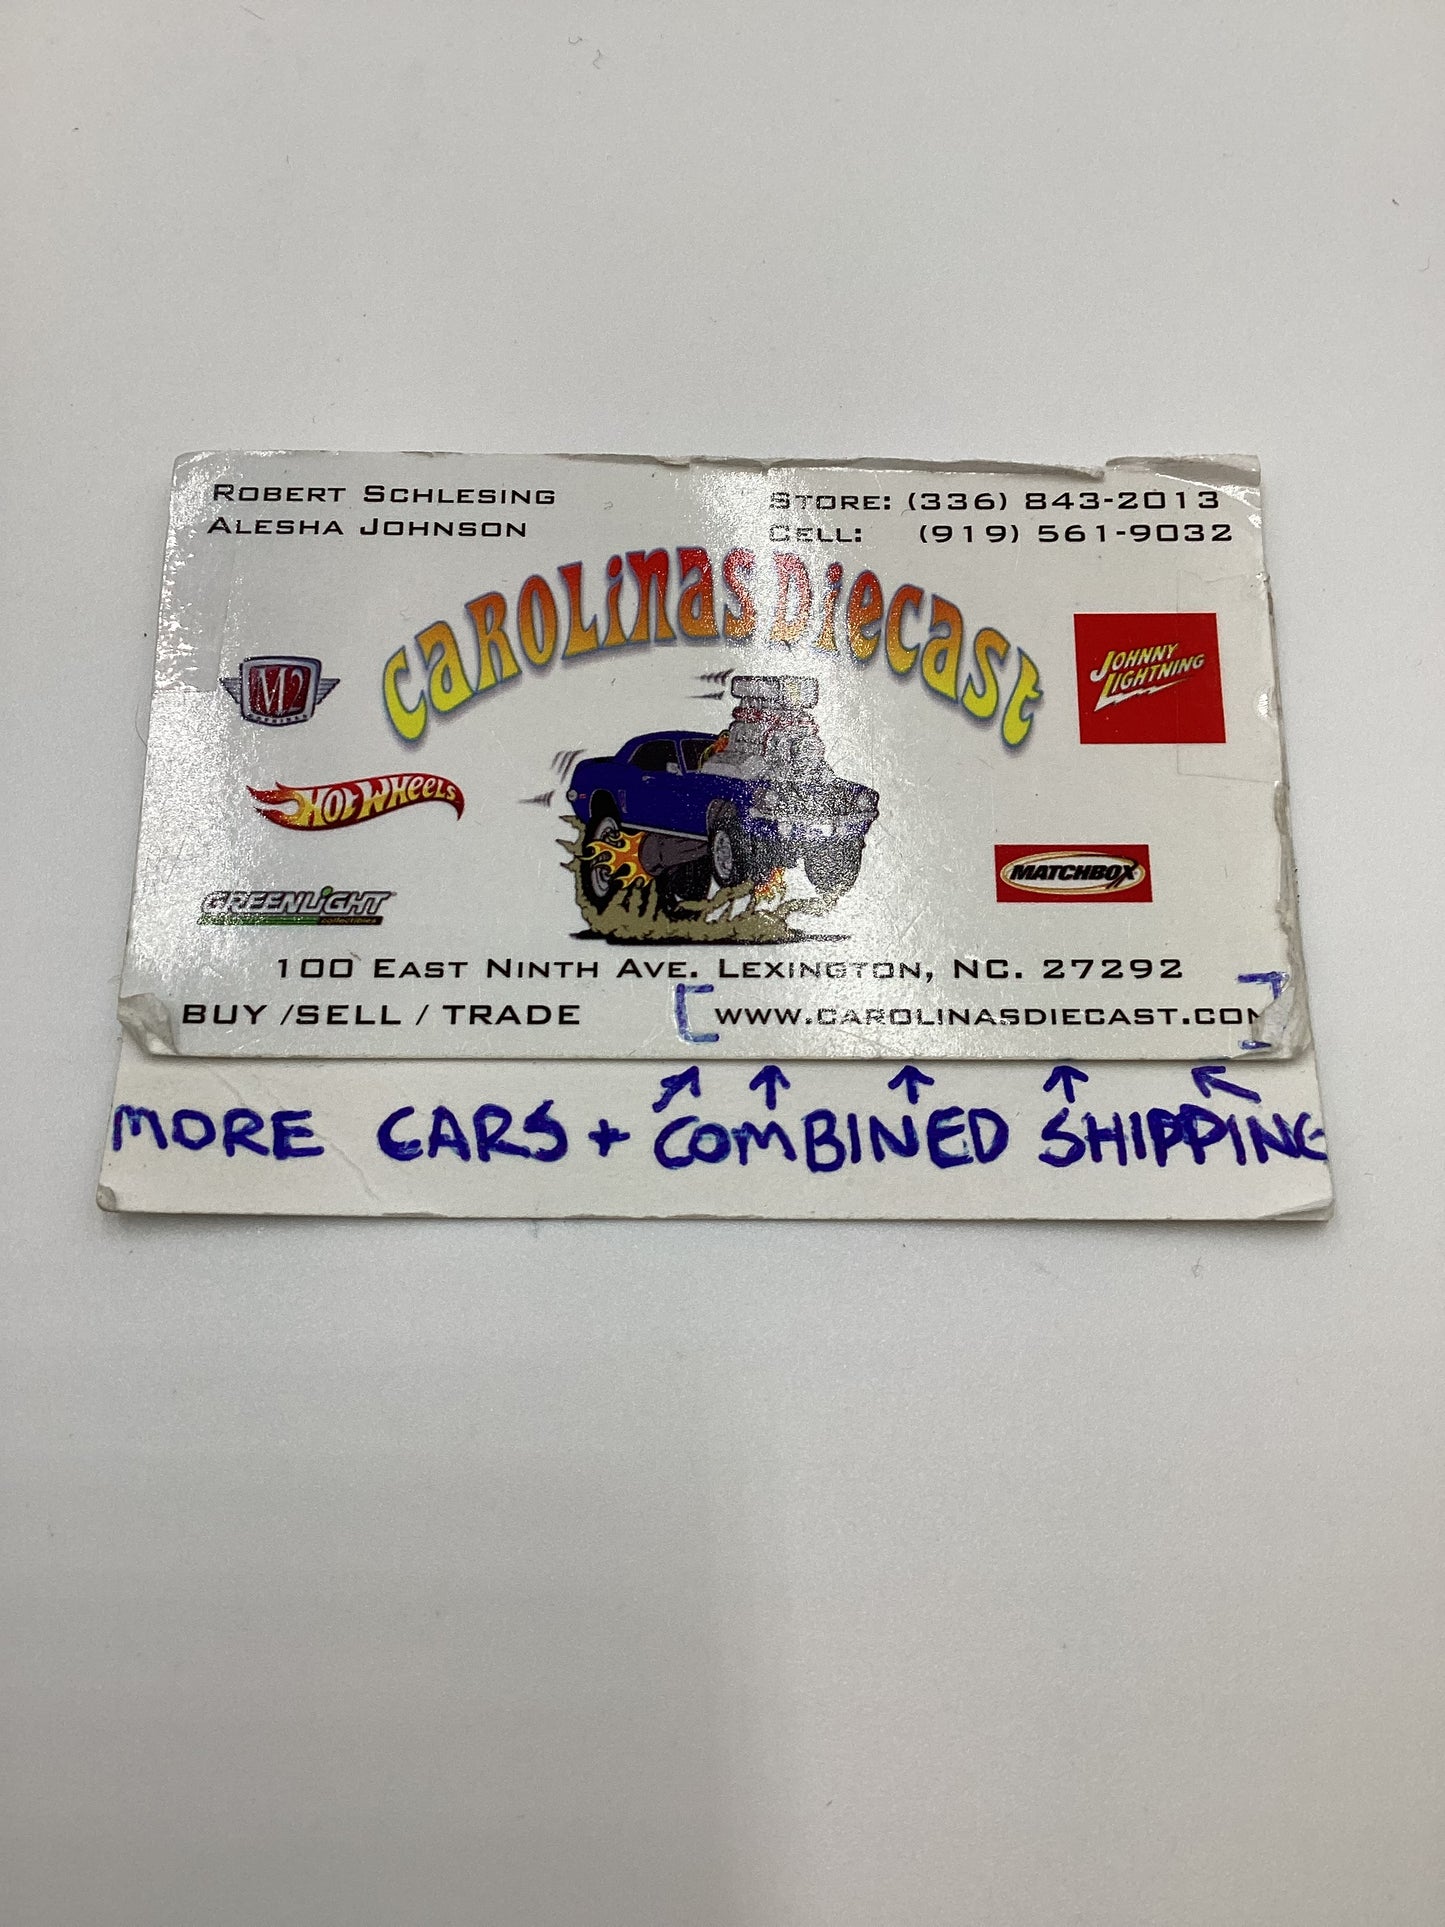 ROBERT SCHLESING
ALESHA JOHNSON
STORE: (336) 843-2013
CELL: (919) 561-9032
CAROLINAS DIECAST
M2
JOHNNY LIGHTNING
HOT WHEELS
MATCHBOX
GREENLIGHT
collectibles
100 EAST NINTH AVE. LEXINGTON, NC. 27292
BUY /SELL / TRADE [WWW.CAROLINASDIECAST.COM]
MORE CARS + COMBINED SHIPPING